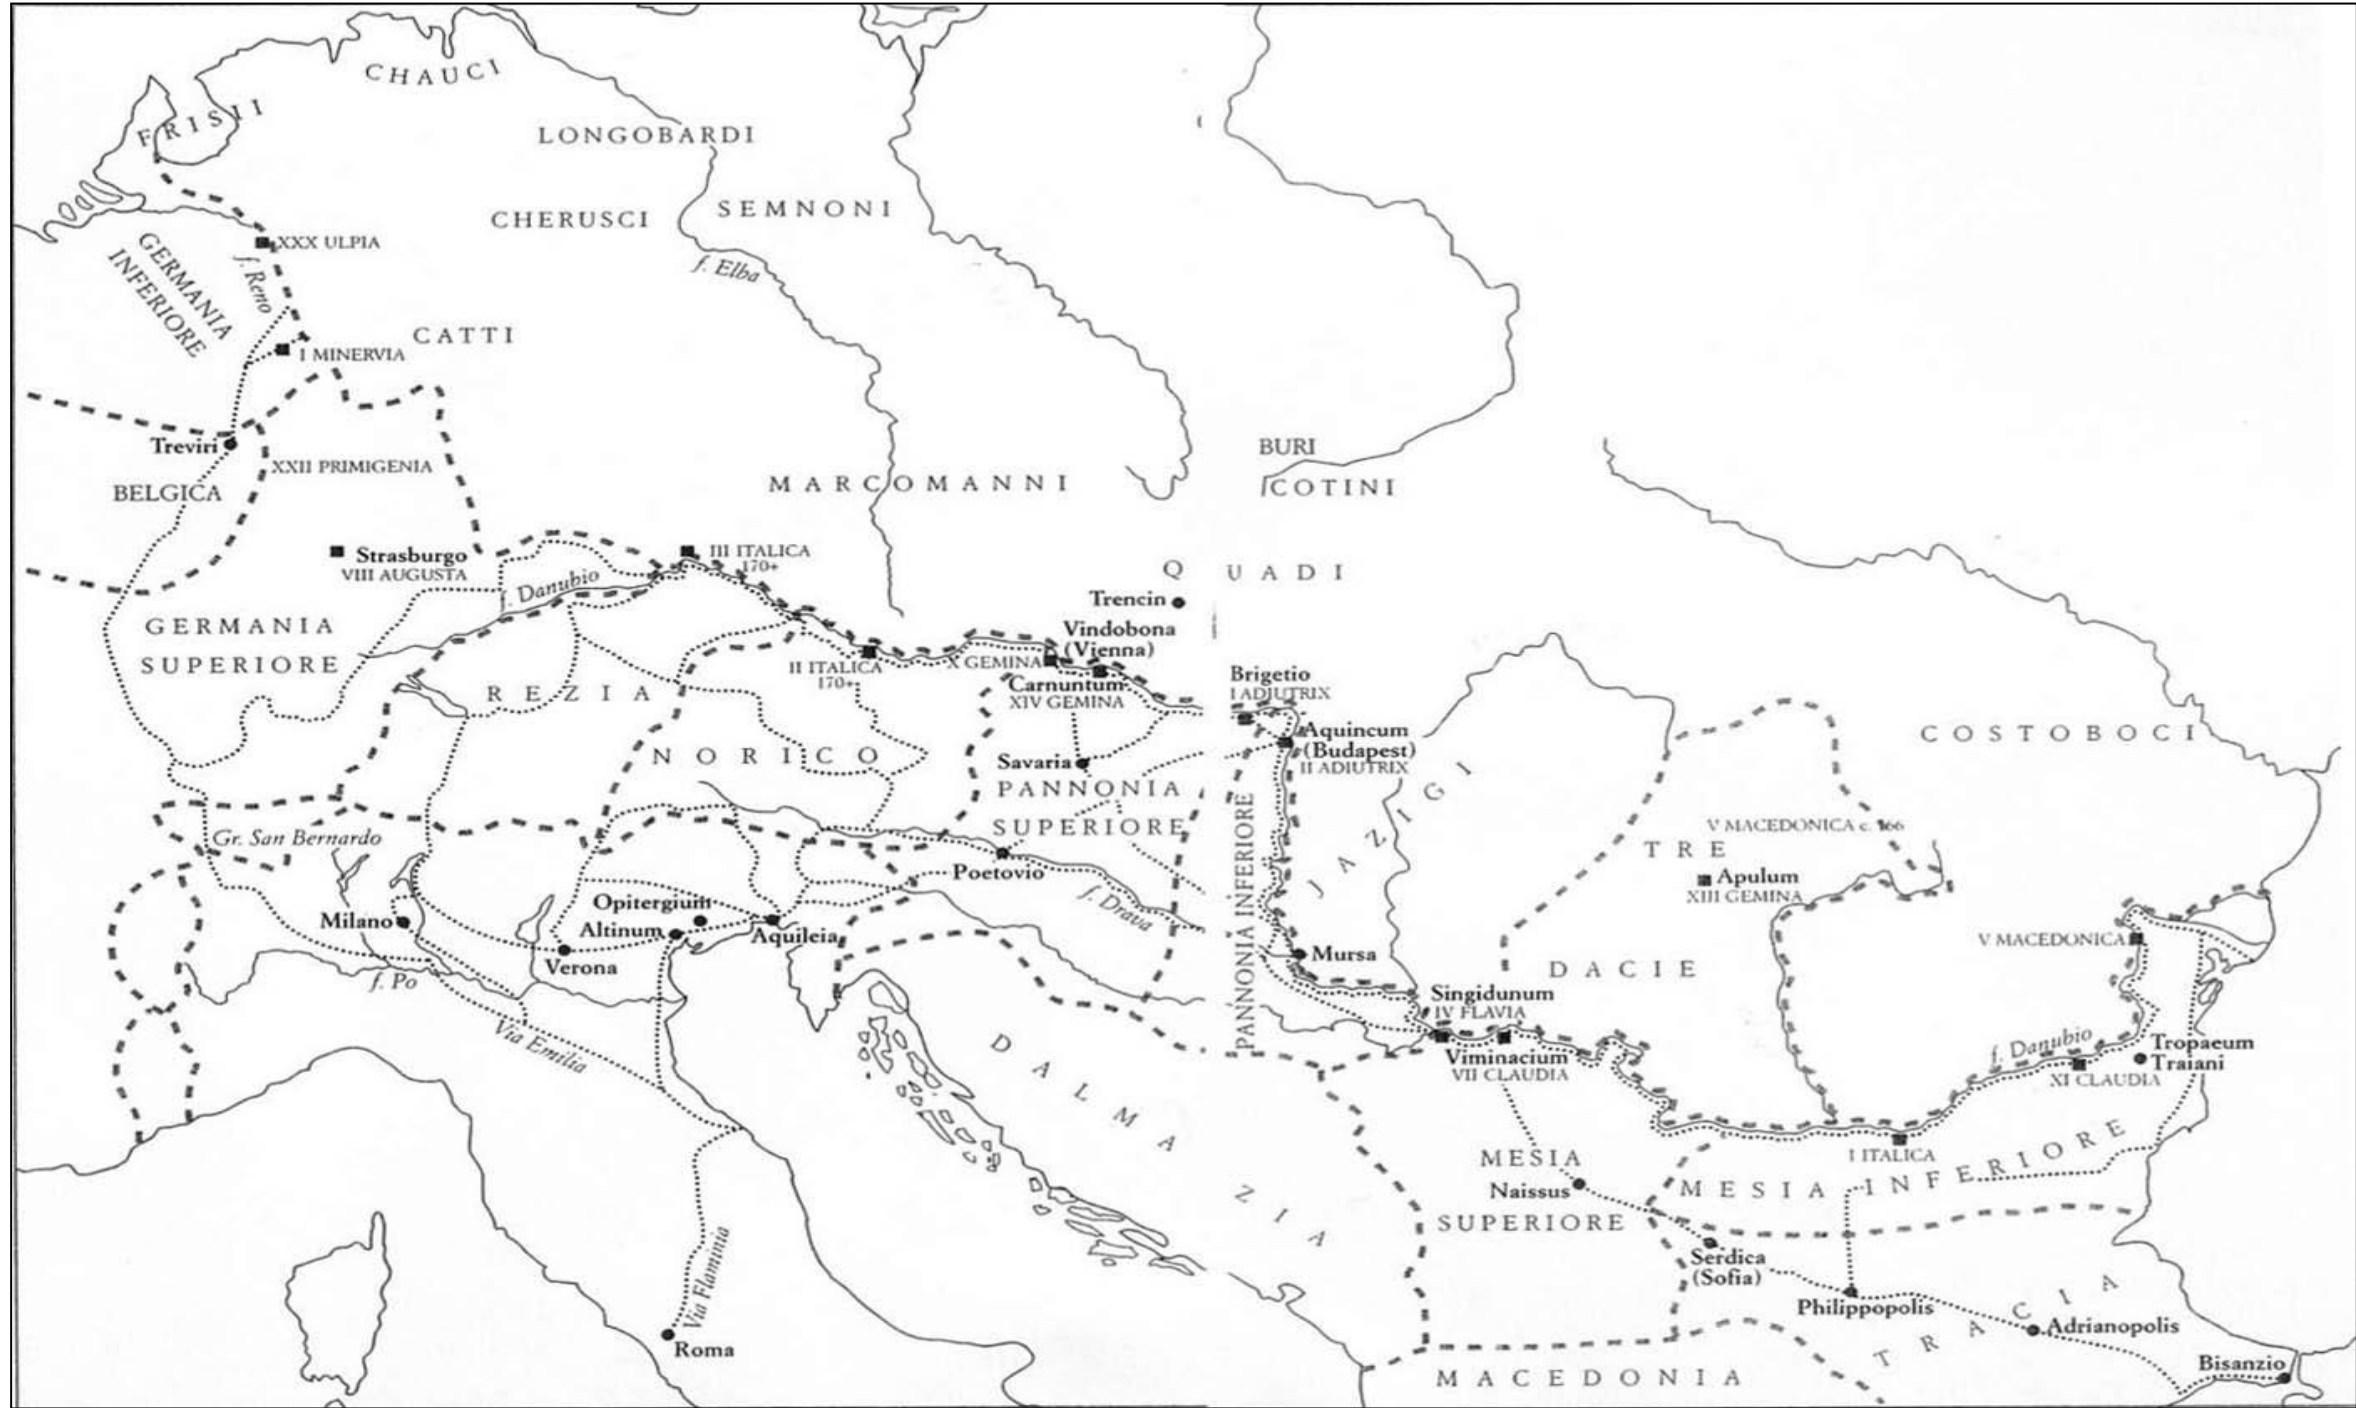 CHAUCI
FRISII
LONGOBARDI
CHERUSCI
SEMNONI
XXX ULPIA
GERMANIA
INFERIORE
f. Reno
f. Elba
I MINERVIA
CATTI
Treviri
XXII PRIMIGENIA
BELGICA
MARCOMANNI
BURI
COTINI
Strasburgo
VIII AUGUSTA
III ITALICA
170+
f. Danubio
QUADI
Trencin
Vindobona
(Vienna)
GERMANIA
SUPERIORE
II ITALICA
170+
X GEMINA
Carnuntum
XIV GEMINA
Brigetio
I ADIUTRIX
REZIA
NORICO
Aquincum
(Budapest)
II ADIUTRIX
COSTOBOCI
Savaria
PANNONIA
SUPERIORE
PANNONIA INFERIORE
JAZIGI
Gr. San Bernardo
V MACEDONICA c. 166
TRE
Apulum
XIII GEMINA
DACIE
Poetovio
f. Drava
Opitergium
Altinum
Milano
Aquileia
Verona
f. Po
Via Emilia
Mursa
V MACEDONICA
Singidunum
IV FLAVIA
Viminacium
VII CLAUDIA
f. Danubio
Tropaeum
Traiani
XI CLAUDIA
DALMAZIA
I ITALICA
MESIA
Naissus
SUPERIORE
MESIA INFERIORE
Serdica
(Sofia)
Philippopolis
TRACIA
Adrianopolis
Bisanzio
MACEDONIA
Via Flaminia
Roma